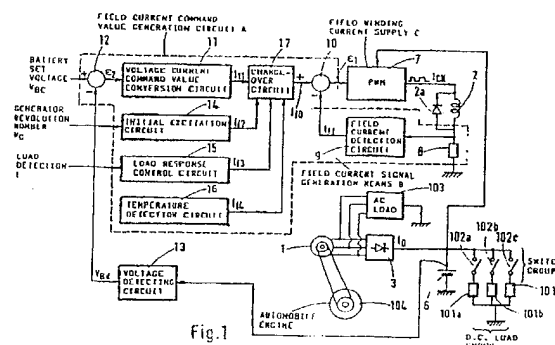 FIELD CURRENT COMMAND
VALUE GENERATION CIRCUIT A
FIELD WINDING
CURRENT SUPPLY C
12
11
17
10
7
BATTERY
SET
VOLTAGE
VBC
VOLTAGE CURRENT
COMMAND VALUE
CONVERSION CIRCUIT
CHANGE-
OVER
CIRCUIT
PWM
2
2a
GENERATOR
REVOLUTION
NUMBER
VG
14
INITIAL EXCITATION
CIRCUIT
LOAD
DETECTION
15
LOAD RESPONSE
CONTROL CIRCUIT
FIELD
CURRENT
DETECTION
CIRCUIT
9
8
16
TEMPERATURE
DETECTION CIRCUIT
FIELD CURRENT SIGNAL
GENERATION MEANS B
103
AC
LOAD
102a
102b
102c
1
3
13
VOLTAGE
DETECTING
CIRCUIT
6
101a
101b
104
AUTOMOBILE
ENGINE
Fig.1
D.C. LOAD